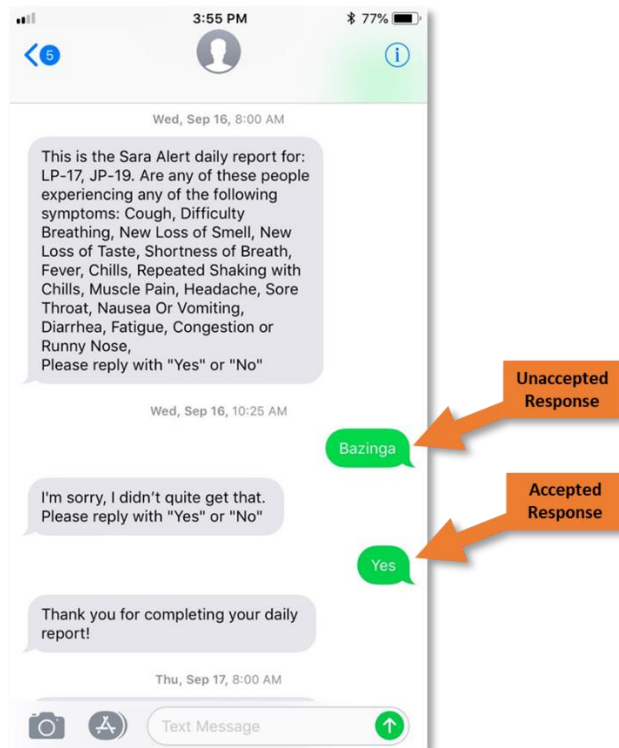 3:55 PM
77%
5
i
Wed, Sep 16, 8:00 AM
This is the Sara Alert daily report for:
LP-17, JP-19. Are any of these people
experiencing any of the following
symptoms: Cough, Difficulty
Breathing, New Loss of Smell, New
Loss of Taste, Shortness of Breath,
Fever, Chills, Repeated Shaking with
Chills, Muscle Pain, Headache, Sore
Throat, Nausea Or Vomiting,
Diarrhea, Fatigue, Congestion or
Runny Nose,
Please reply with "Yes" or "No"
Wed, Sep 16, 10:25 AM
Unaccepted
Response
Bazinga
I'm sorry, I didn't quite get that.
Please reply with "Yes" or "No"
Accepted
Response
Yes
Thank you for completing your daily
report!
Thu, Sep 17, 8:00 AM
Text Message